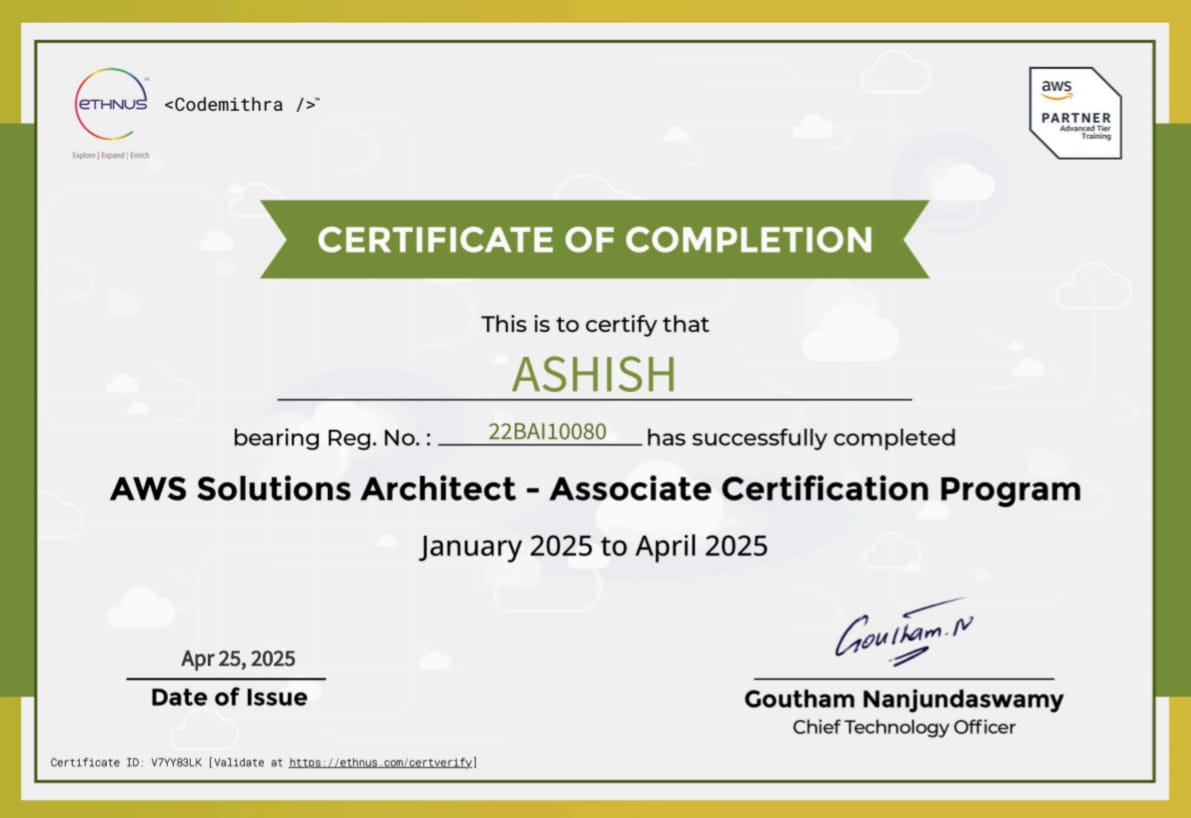 eTHNUS™
<Codemithra />™
Explore | Expand | Enrich
aws
PARTNER
Advanced Tier
Training
CERTIFICATE OF COMPLETION
This is to certify that
ASHISH
bearing Reg. No. : 22BAI10080 has successfully completed
AWS Solutions Architect - Associate Certification Program
January 2025 to April 2025
Apr 25, 2025
Date of Issue
Goutham.N
Goutham Nanjundaswamy
Chief Technology Officer
Certificate ID: V7YY83LK [Validate at https://ethnus.com/certverify]